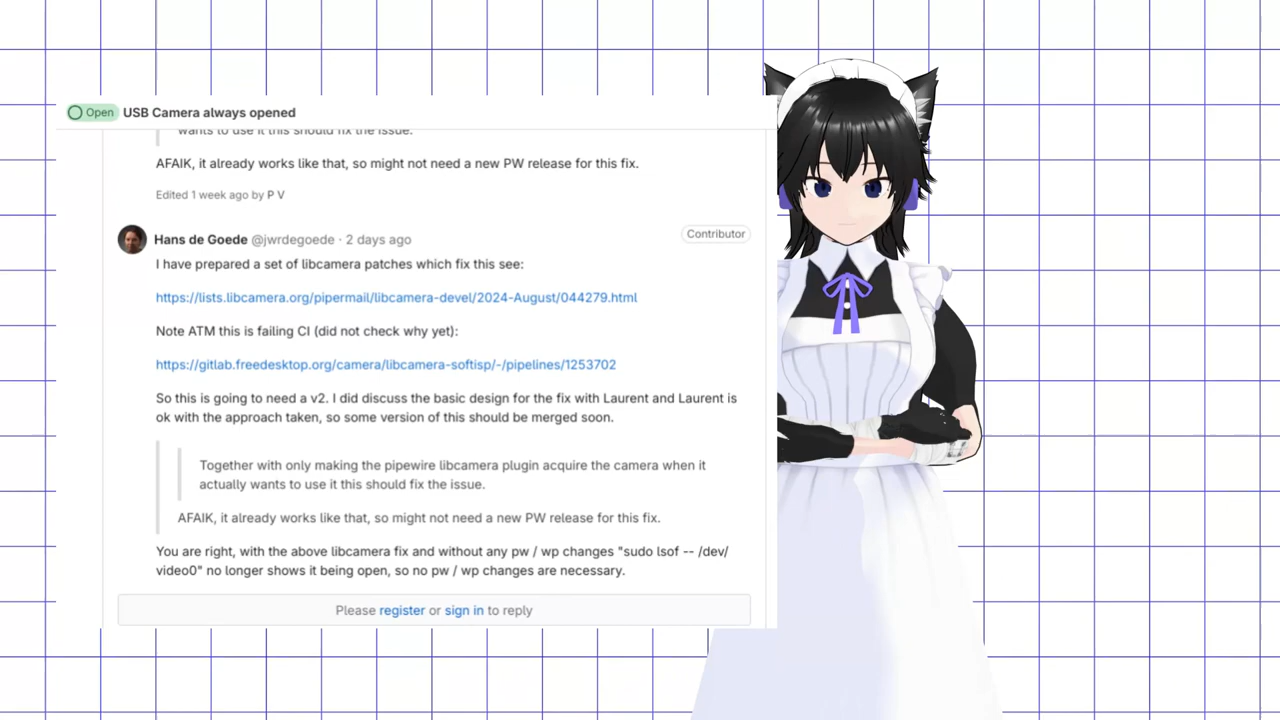 Open USB Camera always opened
wants to use it this should fix the issue.
AFAIK, it already works like that, so might not need a new PW release for this fix.
Edited 1 week ago by P V
Hans de Goede @jwrdegoede · 2 days ago Contributor
I have prepared a set of libcamera patches which fix this see:
https://lists.libcamera.org/pipermail/libcamera-devel/2024-August/044279.html
Note ATM this is failing CI (did not check why yet):
https://gitlab.freedesktop.org/camera/libcamera-softisp/-/pipelines/1253702
So this is going to need a v2. I did discuss the basic design for the fix with Laurent and Laurent is
ok with the approach taken, so some version of this should be merged soon.
Together with only making the pipewire libcamera plugin acquire the camera when it
actually wants to use it this should fix the issue.
AFAIK, it already works like that, so might not need a new PW release for this fix.
You are right, with the above libcamera fix and without any pw / wp changes "sudo lsof -- /dev/
video0" no longer shows it being open, so no pw / wp changes are necessary.
Please register or sign in to reply